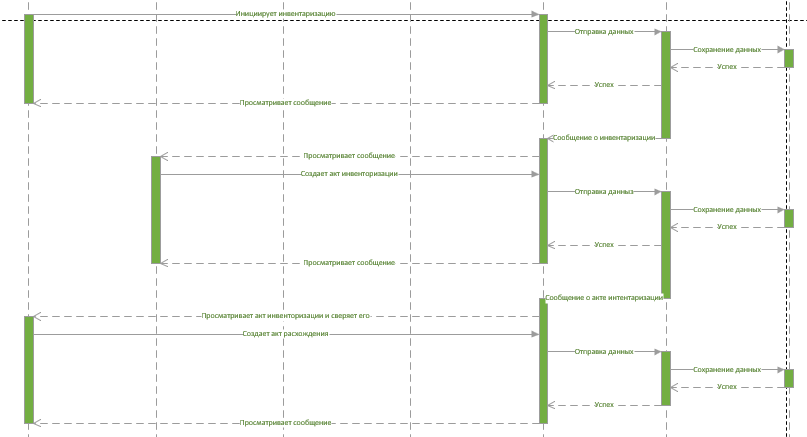 Инициирует инвентаризацию
Отправка данных
Сохранение данных
Успех
Успех
Просматривает сообщение
Сообщение о инвентаризации
Просматривает сообщение
Создает акт инвенторизации
Отправка данныз
Сохранение данных
Успех
Успех
Просматривает сообщение
Сообщение о акте интентаризации
Просматривает акт инвенторизации и сверяет его
Создает акт расхождения
Отправка данных
Сохранение данных
Успех
Успех
Просматривает сообщение